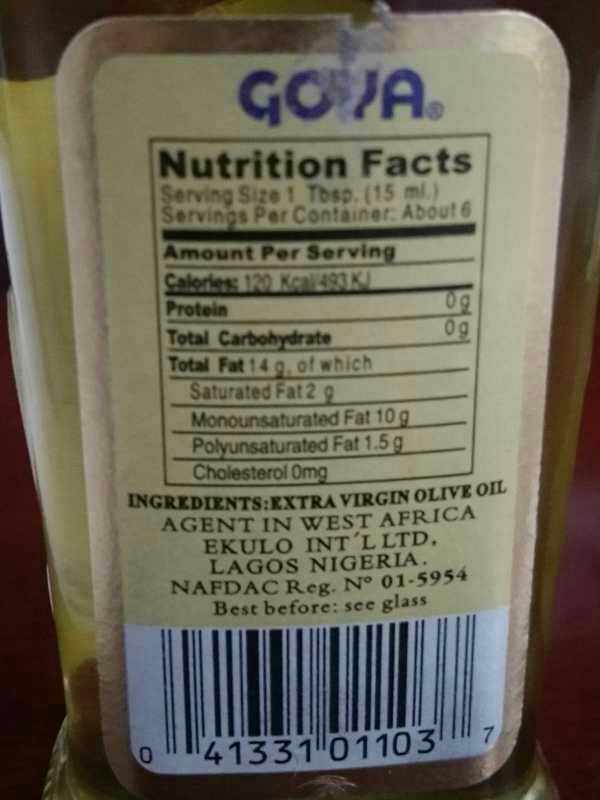 GOYA®
Nutrition Facts
Serving Size 1 Tbsp. (15 ml.)
Servings Per Container: About 6
Amount Per Serving
Calories: 120 Kcal/493 KJ
Protein 0g
Total Carbohydrate 0g
Total Fat 14 g, of which
Saturated Fat 2 g
Monounsaturated Fat 10 g
Polyunsaturated Fat 1.5 g
Cholesterol 0mg
INGREDIENTS:EXTRA VIRGIN OLIVE OIL
AGENT IN WEST AFRICA
EKULO INT´L LTD,
LAGOS NIGERIA.
NAFDAC Reg. Nº 01-5954
Best before: see glass
0 41331 01103 7